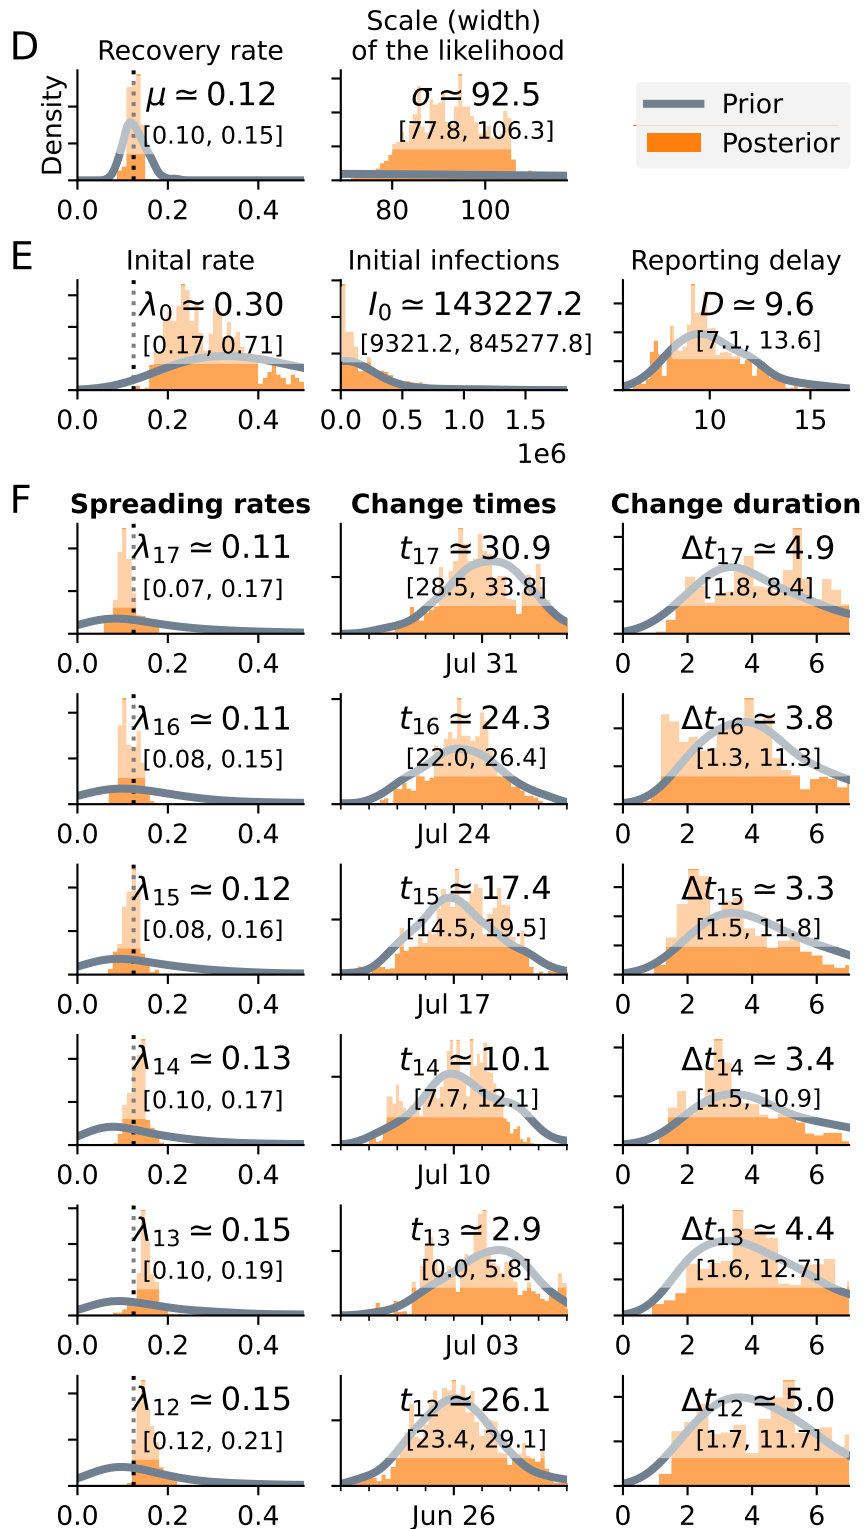 D
Recovery rate
Scale (width)
of the likelihood
Density
μ ≃ 0.12
[0.10, 0.15]
σ ≃ 92.5
[77.8, 106.3]
Prior
Posterior
0.0 0.2 0.4
80 100
E
Inital rate
Initial infections
Reporting delay
λ0 ≃ 0.30
[0.17, 0.71]
I0 ≃ 143227.2
[9321.2, 845277.8]
D ≃ 9.6
[7.1, 13.6]
0.0 0.2 0.4
0.0 0.5 1.0 1.5
1e6
10 15
F
Spreading rates
Change times
Change duration
λ17 ≃ 0.11
[0.07, 0.17]
t17 ≃ 30.9
[28.5, 33.8]
Δt17 ≃ 4.9
[1.8, 8.4]
0.0 0.2 0.4
Jul 31
0 2 4 6
λ16 ≃ 0.11
[0.08, 0.15]
t16 ≃ 24.3
[22.0, 26.4]
Δt16 ≃ 3.8
[1.3, 11.3]
0.0 0.2 0.4
Jul 24
0 2 4 6
λ15 ≃ 0.12
[0.08, 0.16]
t15 ≃ 17.4
[14.5, 19.5]
Δt15 ≃ 3.3
[1.5, 11.8]
0.0 0.2 0.4
Jul 17
0 2 4 6
λ14 ≃ 0.13
[0.10, 0.17]
t14 ≃ 10.1
[7.7, 12.1]
Δt14 ≃ 3.4
[1.5, 10.9]
0.0 0.2 0.4
Jul 10
0 2 4 6
λ13 ≃ 0.15
[0.10, 0.19]
t13 ≃ 2.9
[0.0, 5.8]
Δt13 ≃ 4.4
[1.6, 12.7]
0.0 0.2 0.4
Jul 03
0 2 4 6
λ12 ≃ 0.15
[0.12, 0.21]
t12 ≃ 26.1
[23.4, 29.1]
Δt12 ≃ 5.0
[1.7, 11.7]
0.0 0.2 0.4
Jun 26
0 2 4 6